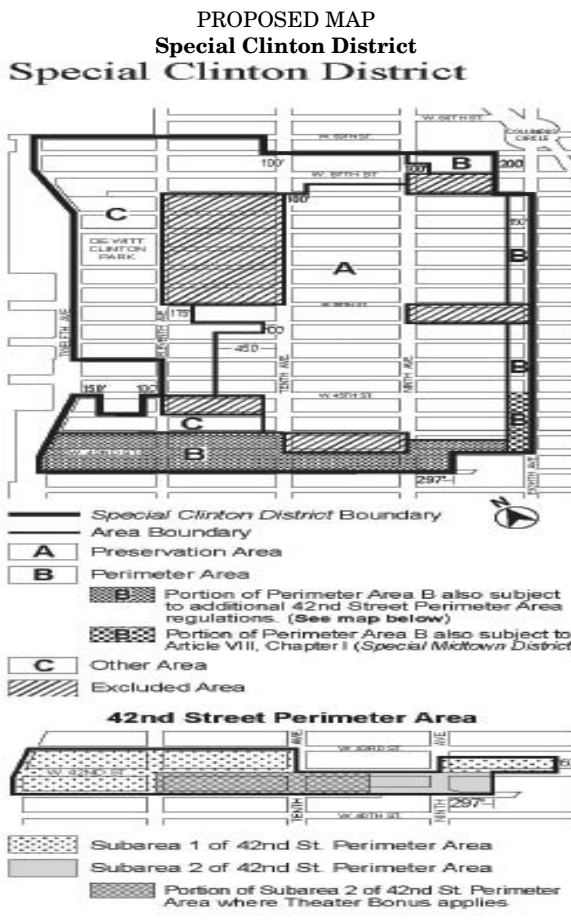 PROPOSED MAP
Special Clinton District
Special Clinton District
W. 60TH ST.
COLUMBUS
CIRCLE
W. 59TH ST.
100'
100'
B
200'
W. 57TH ST.
C
100'
150'
DE WITT
CLINTON
PARK
A
B
TWELFTH AVE
ELEVENTH AVE
175'
100'
450'
TENTH AVE
NINTH AVE
B
150'
100'
W. 45TH ST.
B
C
W. 42ND ST.
B
297'
EIGHTH AVE
N
Special Clinton District Boundary
Area Boundary
A Preservation Area
B Perimeter Area
B Portion of Perimeter Area B also subject
to additional 42nd Street Perimeter Area
regulations. (See map below)
B Portion of Perimeter Area B also subject to
Article VIII, Chapter I (Special Midtown District
C Other Area
Excluded Area
42nd Street Perimeter Area
AVE
AVE
W. 43RD ST.
W. 42ND ST.
297'
TENTH
NINTH
W. 40TH ST.
Subarea 1 of 42nd St. Perimeter Area
Subarea 2 of 42nd St. Perimeter Area
Portion of Subarea 2 of 42nd St. Perimeter
Area where Theater Bonus applies